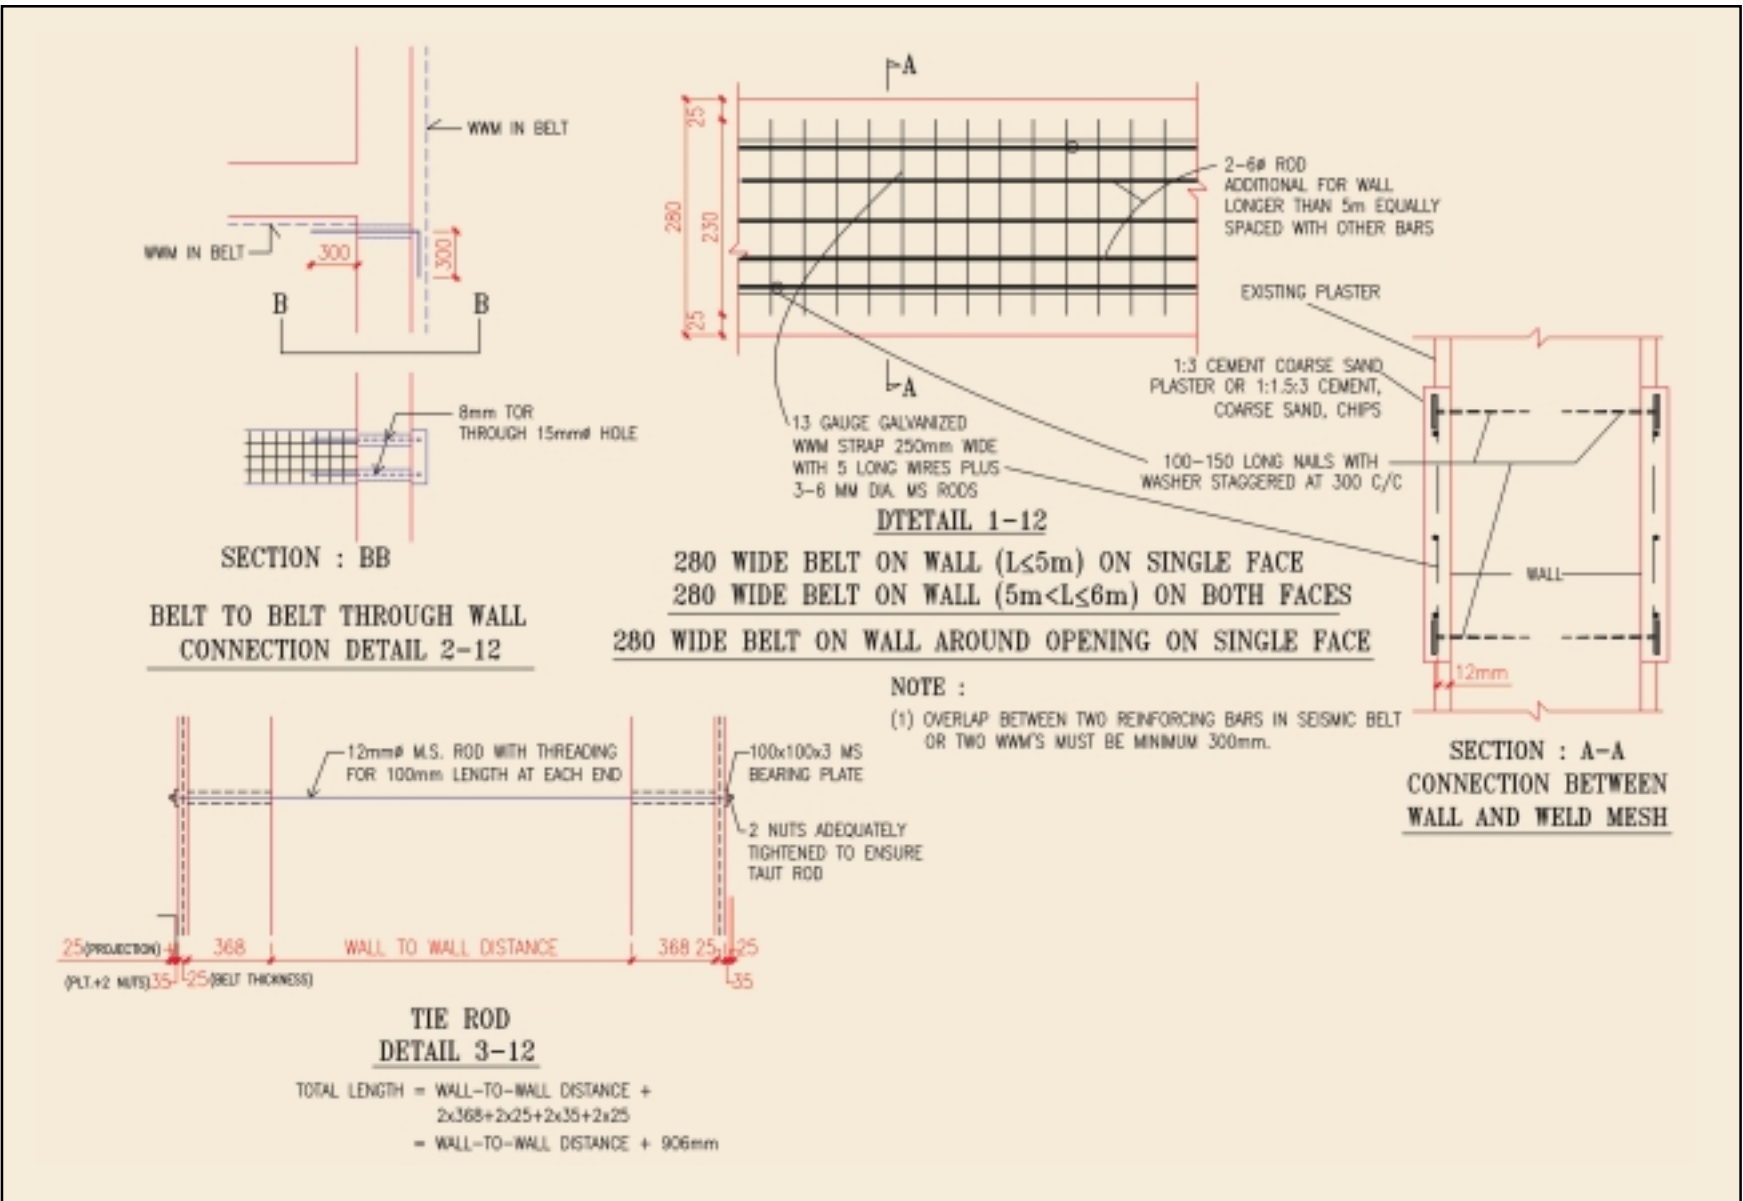 WWM IN BELT
WWM IN BELT
300
300
B
B
8mm TOR
THROUGH 15mmø HOLE
SECTION : BB
BELT TO BELT THROUGH WALL
CONNECTION DETAIL 2-12
A
25
280
230
25
A
2-6ø ROD
ADDITIONAL FOR WALL
LONGER THAN 5m EQUALLY
SPACED WITH OTHER BARS
13 GAUGE GALVANIZED
WWM STRAP 250mm WIDE
WITH 5 LONG WIRES PLUS
3-6 MM DIA. MS RODS
DTETAIL 1-12
280 WIDE BELT ON WALL (L≤5m) ON SINGLE FACE
280 WIDE BELT ON WALL (5m<L≤6m) ON BOTH FACES
280 WIDE BELT ON WALL AROUND OPENING ON SINGLE FACE
NOTE :
(1) OVERLAP BETWEEN TWO REINFORCING BARS IN SEISMIC BELT
OR TWO WWM'S MUST BE MINIMUM 300mm.
EXISTING PLASTER
1:3 CEMENT COARSE SAND
PLASTER OR 1:1.5:3 CEMENT,
COARSE SAND, CHIPS
100-150 LONG NAILS WITH
WASHER STAGGERED AT 300 C/C
WALL
12mm
SECTION : A-A
CONNECTION BETWEEN
WALL AND WELD MESH
12mmø M.S. ROD WITH THREADING
FOR 100mm LENGTH AT EACH END
100x100x3 MS
BEARING PLATE
2 NUTS ADEQUATELY
TIGHTENED TO ENSURE
TAUT ROD
25(PROJECTION) 368 WALL TO WALL DISTANCE 368 25 25
(PLT.+2 NUTS)35 25(BELT THICKNESS) 35
TIE ROD
DETAIL 3-12
TOTAL LENGTH = WALL-TO-WALL DISTANCE +
2x368+2x25+2x35+2x25
= WALL-TO-WALL DISTANCE + 906mm